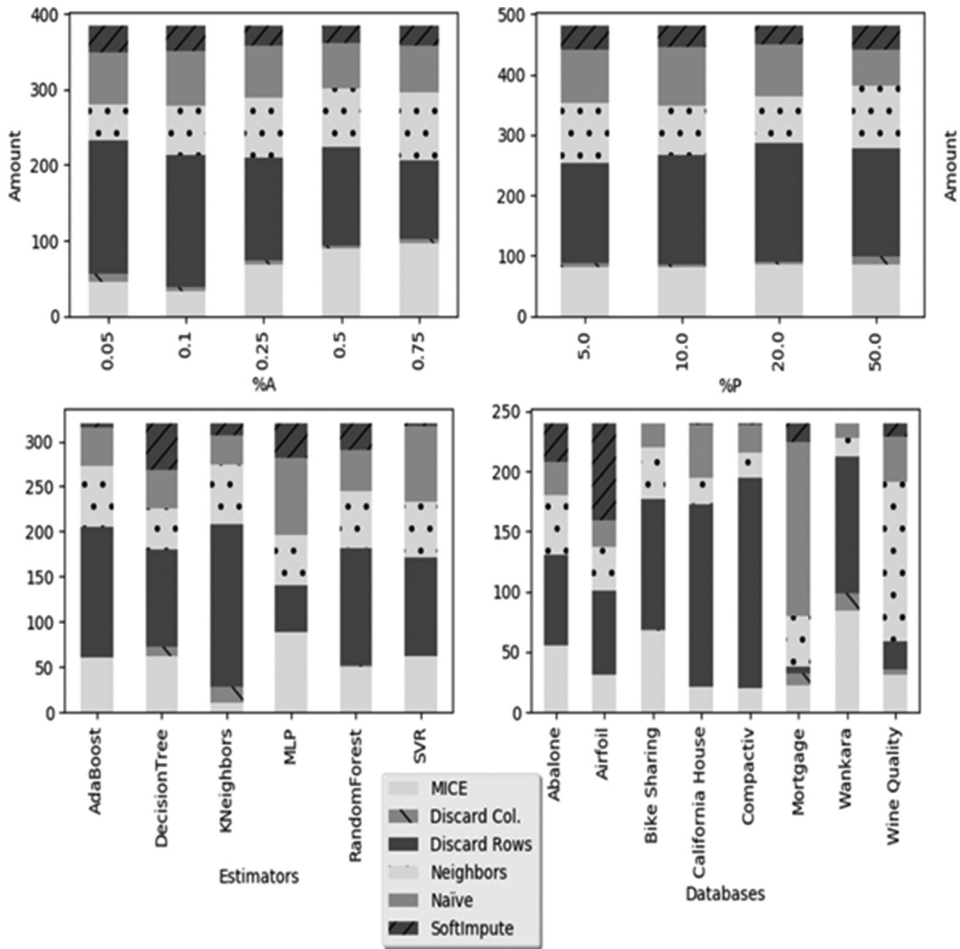 400
300
200
100
0
Amount
0.05
0.1
0.25
0.5
0.75
%A
500
400
300
200
100
0
Amount
5.0
10.0
20.0
50.0
%P
300
250
200
150
100
50
0
AdaBoost
DecisionTree
KNeighbors
MLP
RandomForest
SVR
Estimators
250
200
150
100
50
0
Abalone
Airfoil
Bike Sharing
California House
Compactiv
Mortgage
Wankara
Wine Quality
Databases
MICE
Discard Col.
Discard Rows
Neighbors
Naïve
SoftImpute